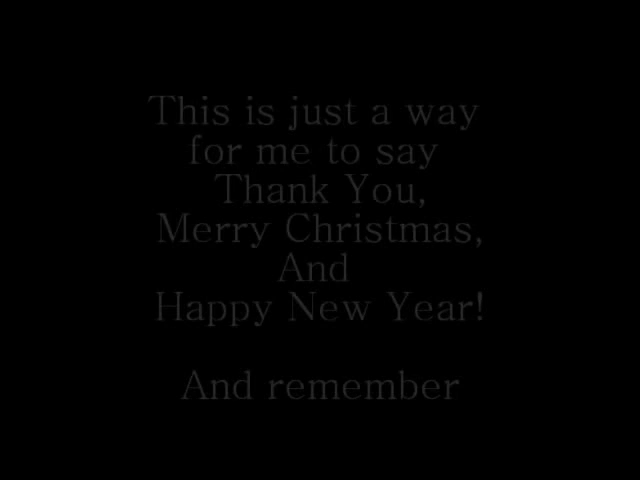 This is just a way
for me to say
Thank You,
Merry Christmas,
And
Happy New Year!
And remember